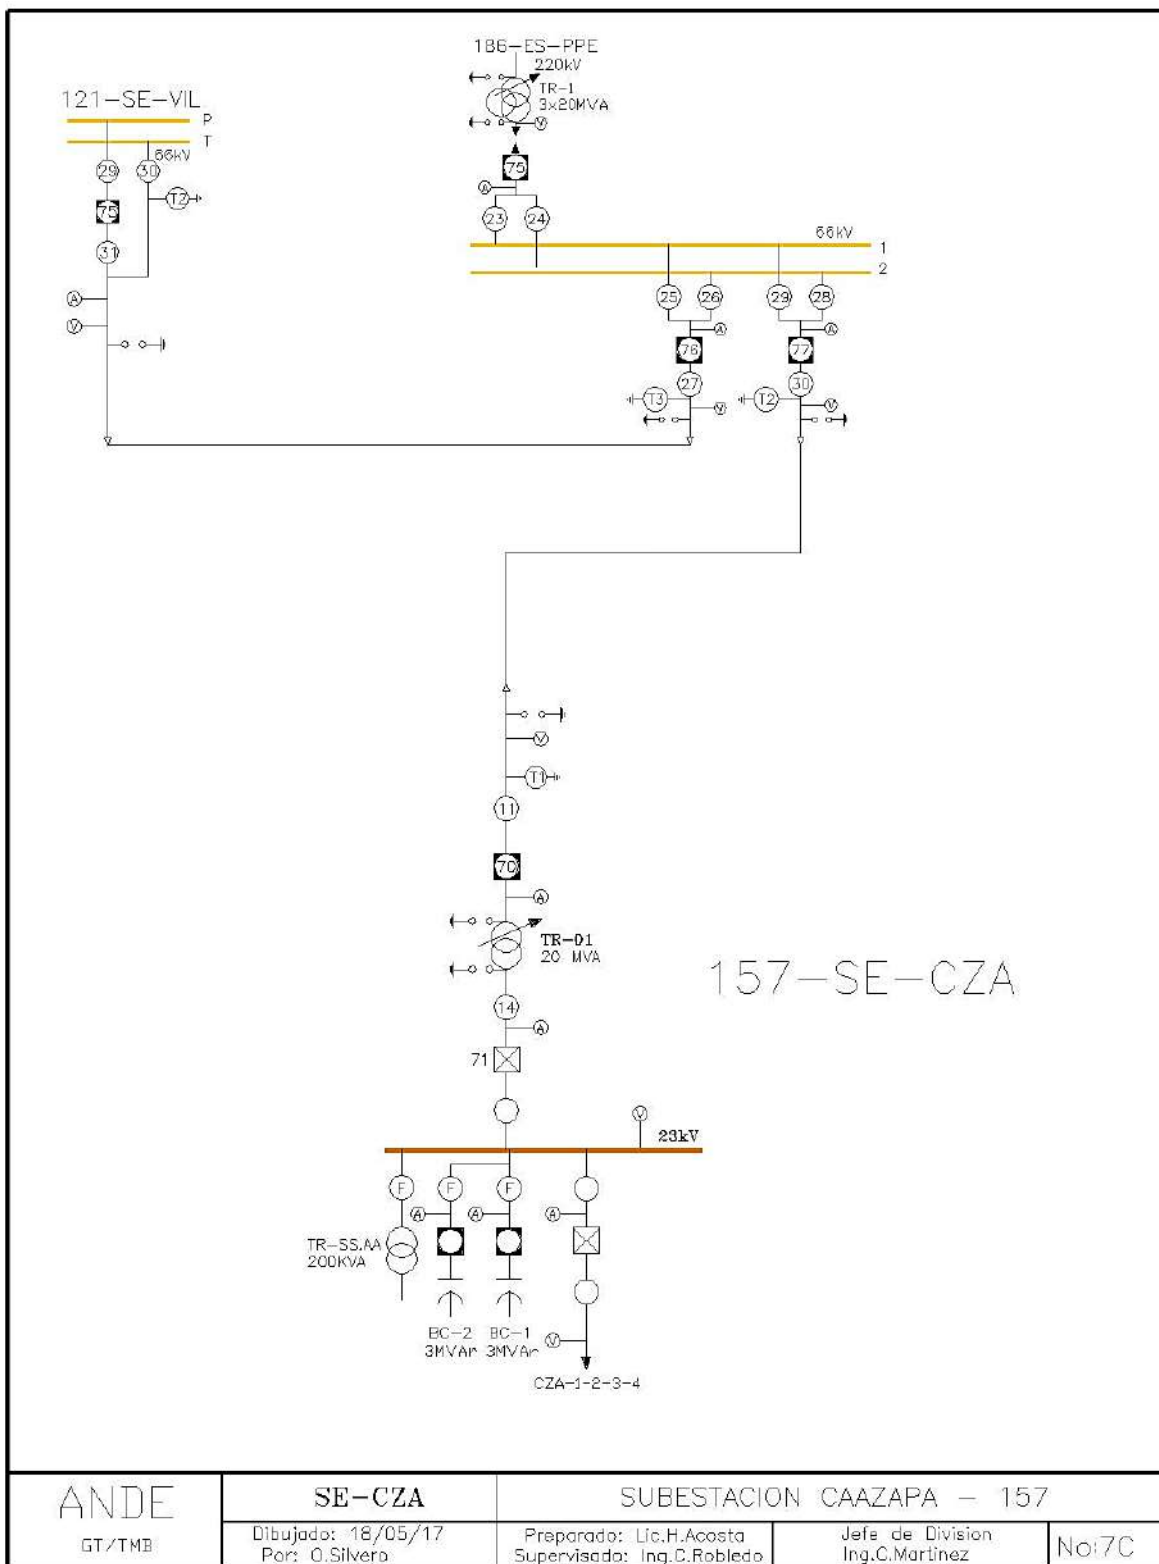 186-ES-PPE
220kV
TR-1
3x20MVA
121-SE-VIL
P
T
66kV
29
30
T2
75
31
A
V
V
75
A
23
24
66kV
1
2
25
26
29
28
A
A
76
77
27
30
T3
V
T2
V
V
T1
11
70
A
TR-01
20 MVA
157-SE-CZA
14
A
71
V
23kV
F
F
F
A
A
A
TR-SS.AA
200KVA
BC-2
3MVAr
BC-1
3MVAr
V
CZA-1-2-3-4
ANDE
GT/TMB
SE-CZA
Dibujado: 18/05/17
Por: O.Silvero
SUBESTACION CAAZAPA - 157
Preparado: Lic.H.Acosta
Supervisado: Ing.C.Robledo
Jefe de Division
Ing.C.Martinez
No:7C